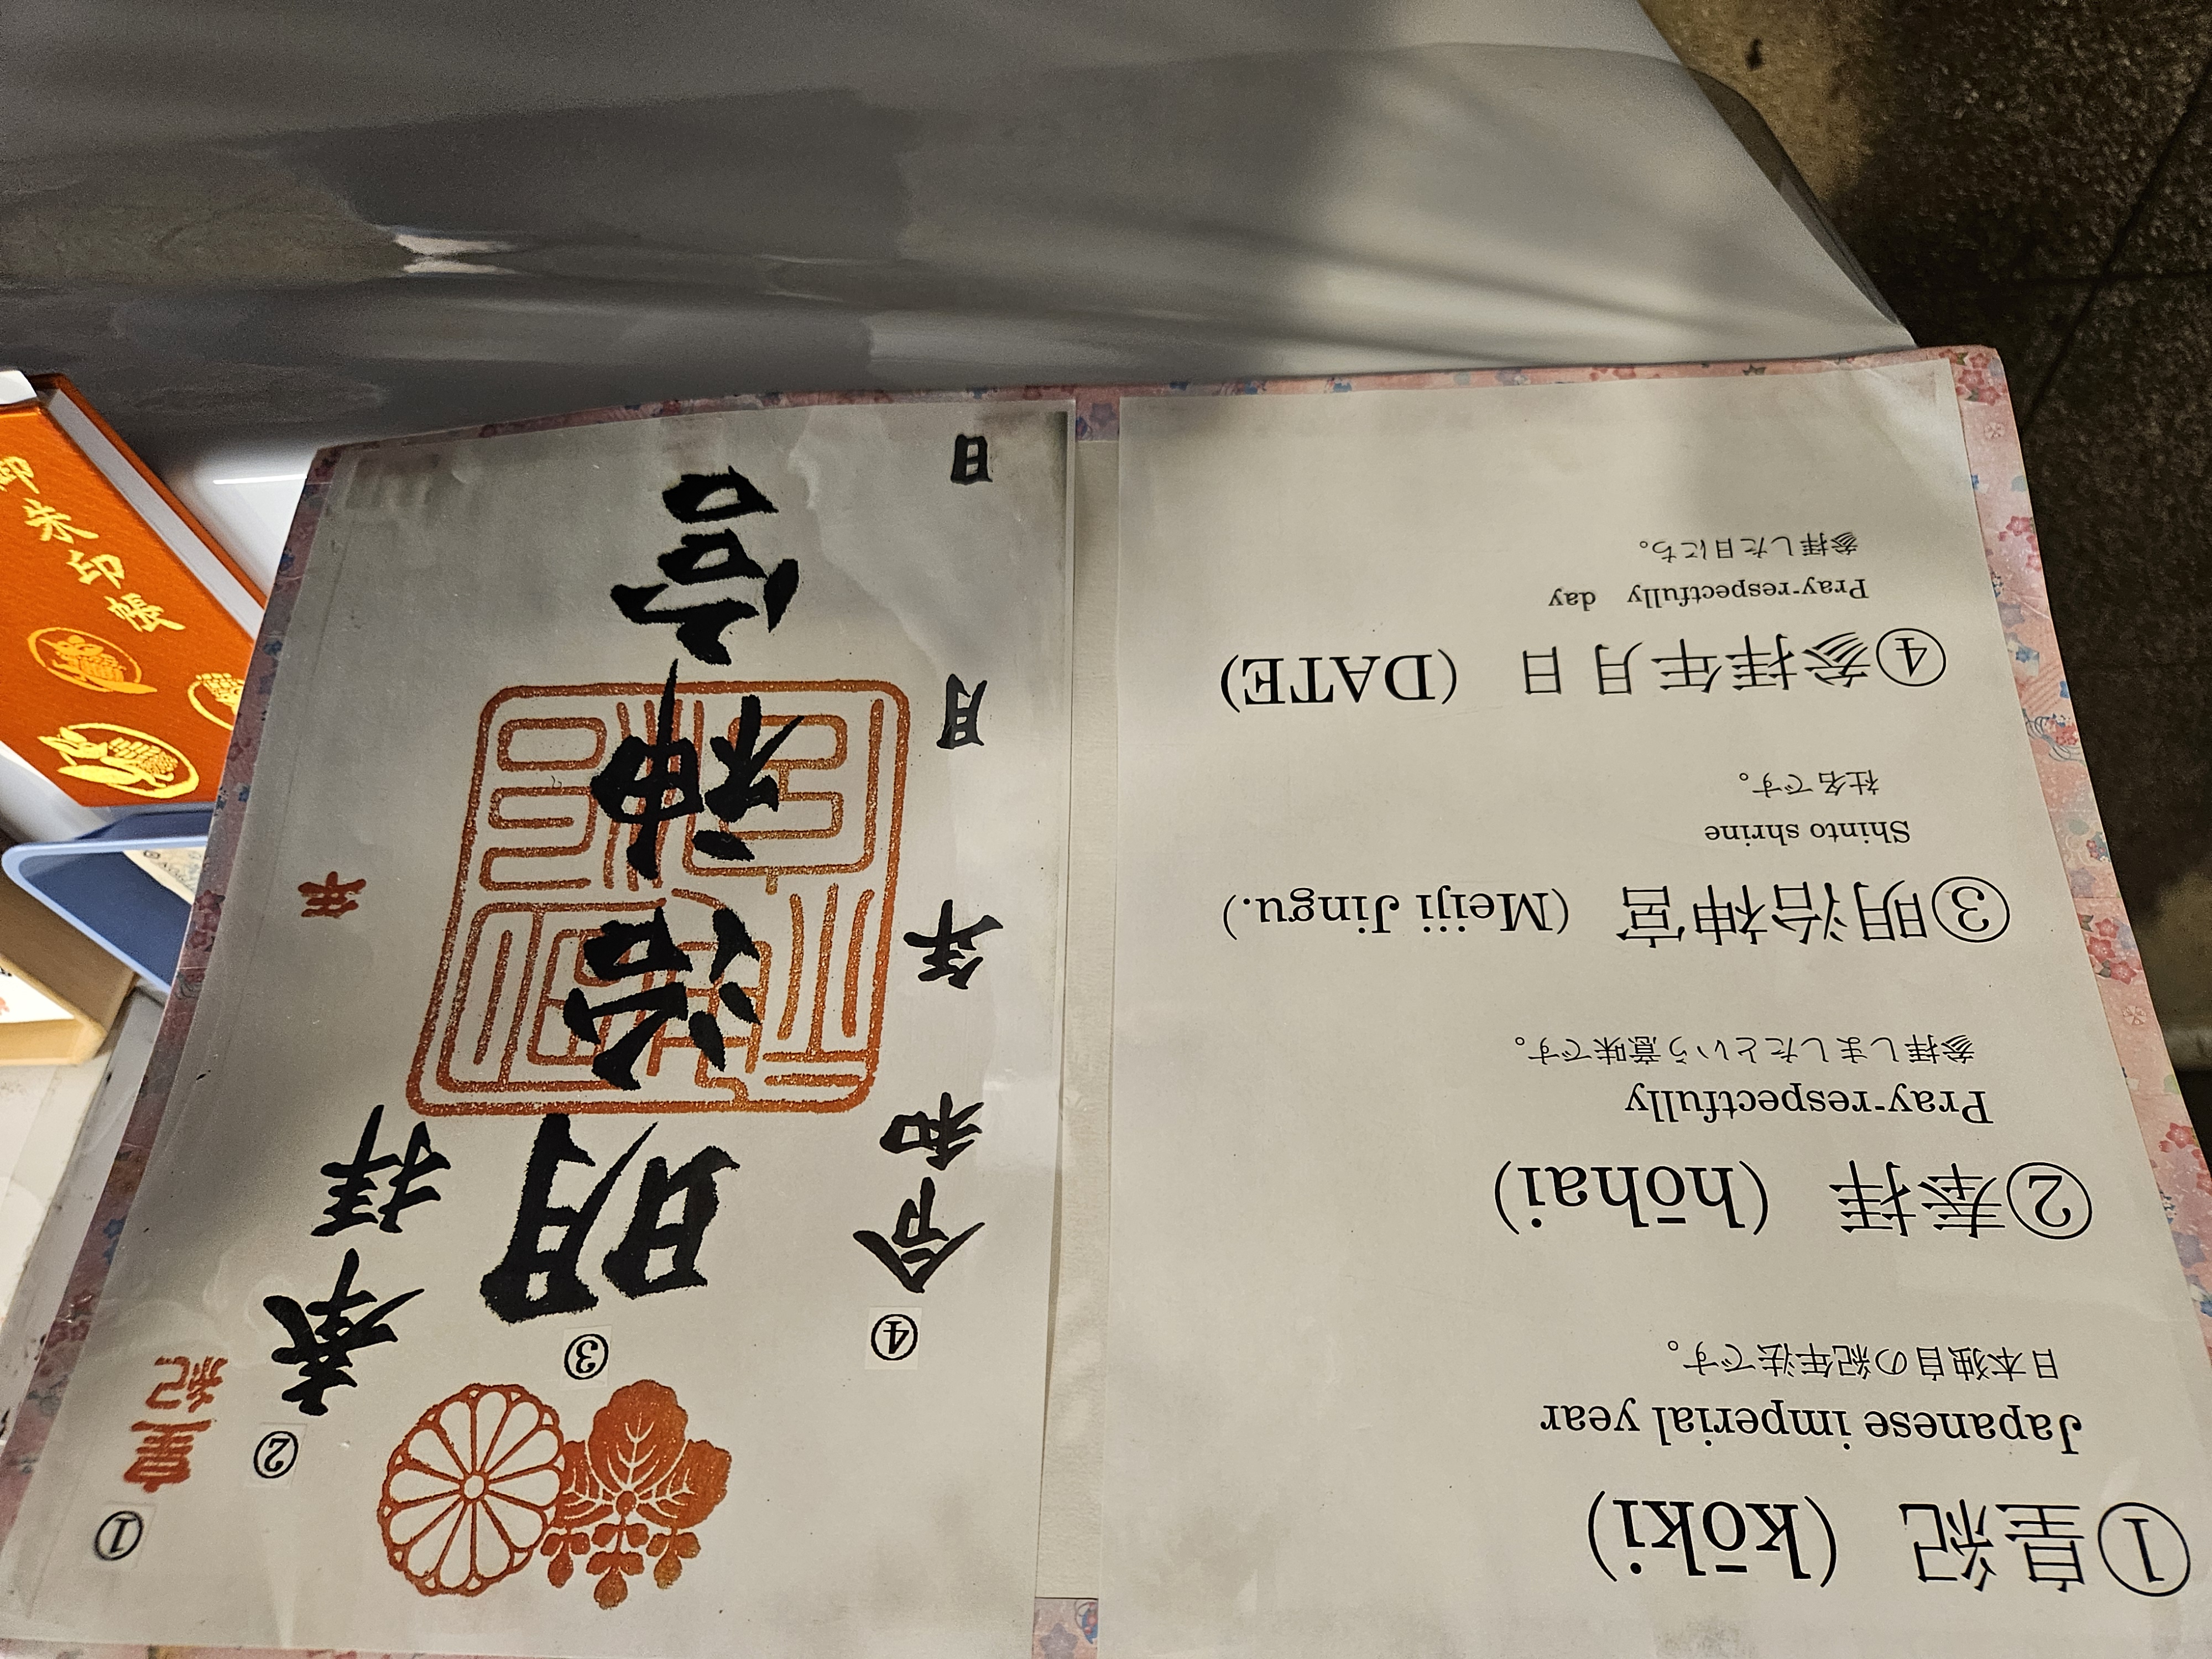 ①皇紀 (kōki)
Japanese imperial year
日本独自の紀年法です。
②奉拝 (hōhai)
Pray-respectfully
参拝しましたという意味です。
③明治神宮 (Meiji Jingu.)
Shinto shrine
社名です。
④参拝年月日 (DATE)
Pray-respectfully day
参拝した日にち。
①
皇紀 年
②
奉拝
③
明治神宮
④
令和 年 月 日
御朱印帳